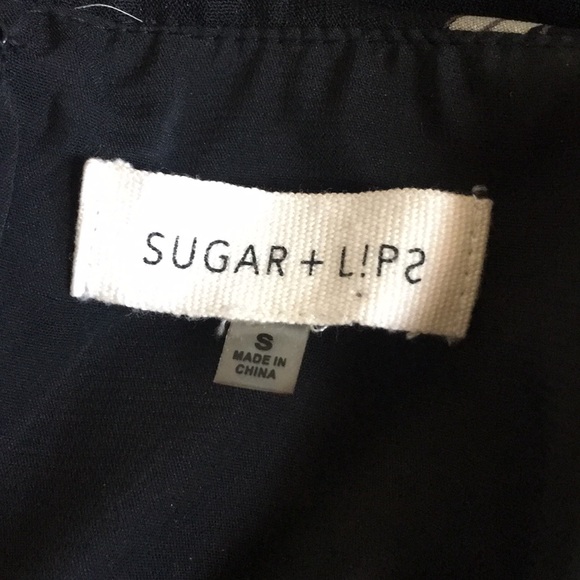 SUGAR + L!PS
S
MADE IN
CHINA